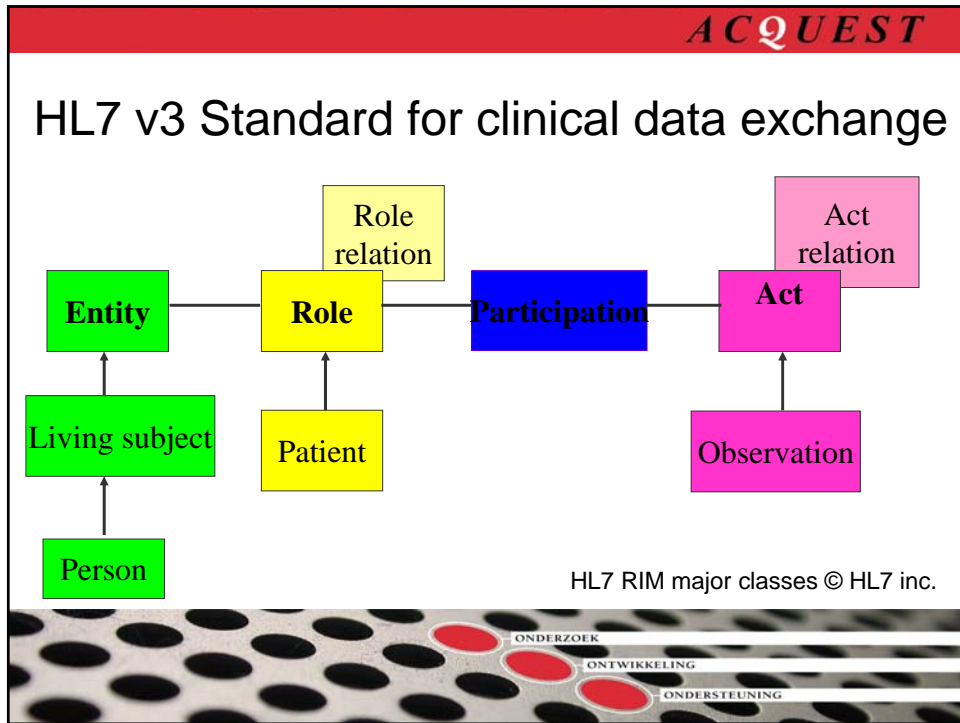 ACQUEST
HL7 v3 Standard for clinical data exchange
Role
relation
Act
relation
Entity
Role
Participation
Act
Living subject
Patient
Observation
Person
HL7 RIM major classes © HL7 inc.
ONDERZOEK
ONTWIKKELING
ONDERSTEUNING